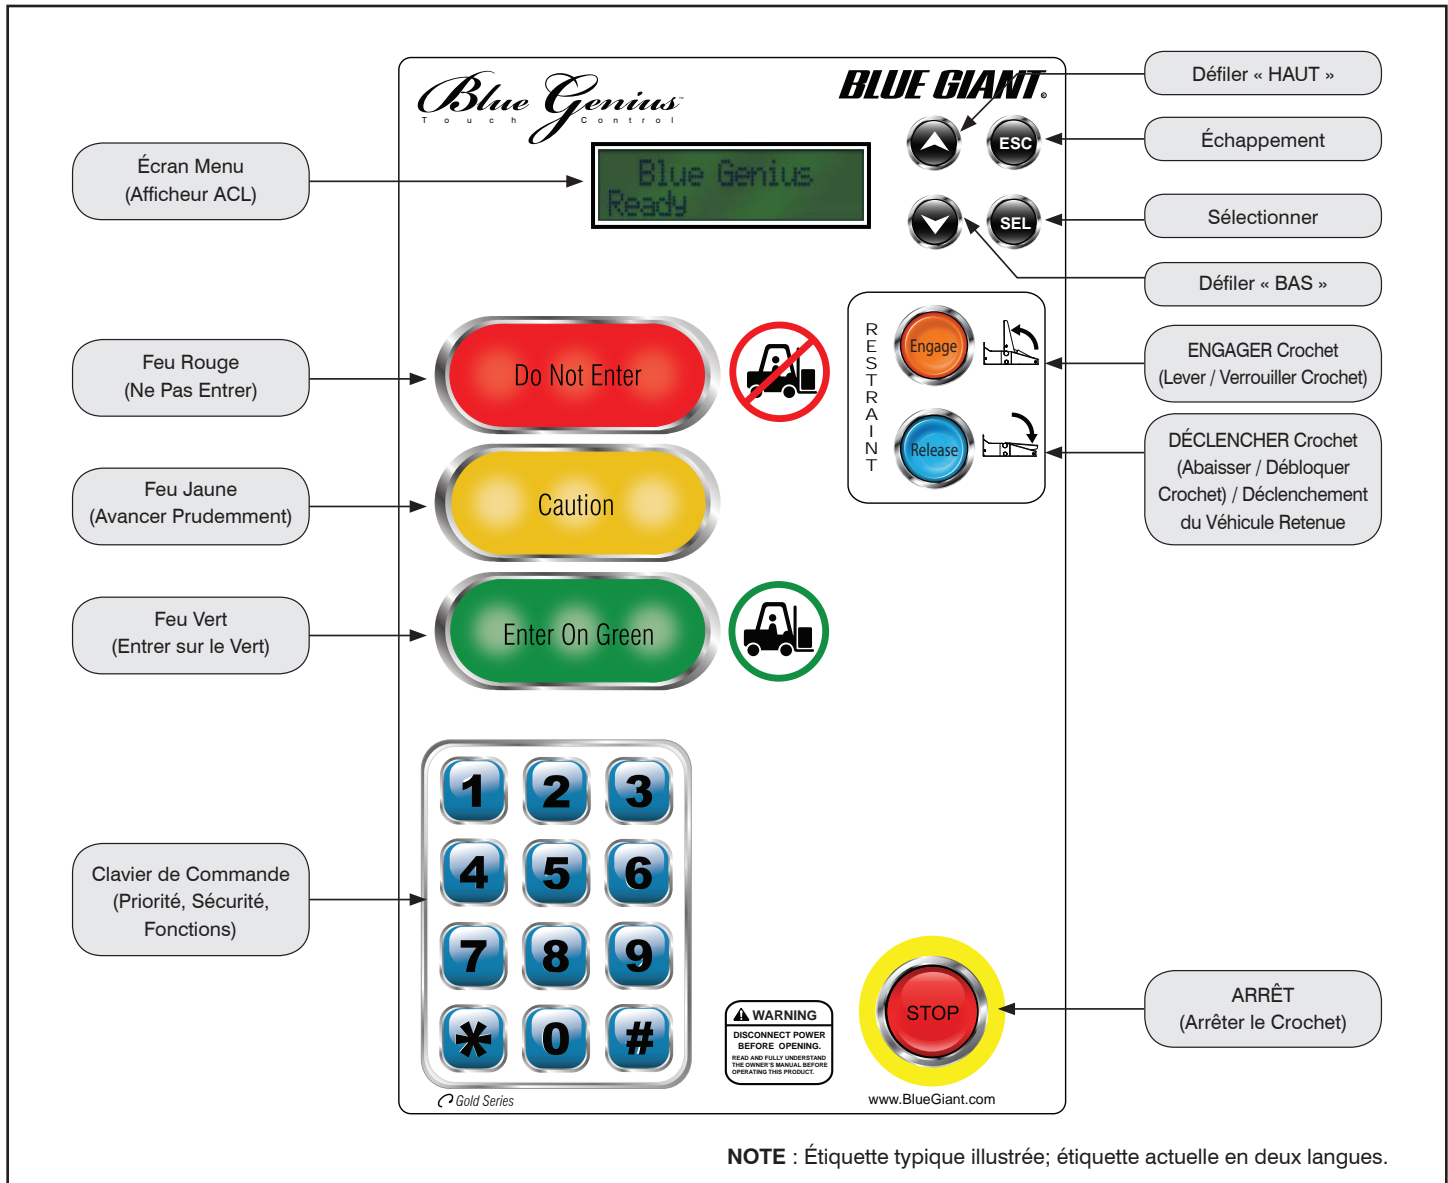 Blue Genius™
Touch Control
BLUE GIANT®
Blue Genius
Ready
ESC
SEL
Défiler « HAUT »
Échappement
Sélectionner
Défiler « BAS »
Écran Menu
(Afficheur ACL)
Feu Rouge
(Ne Pas Entrer)
Do Not Enter
Feu Jaune
(Avancer Prudemment)
Caution
Feu Vert
(Entrer sur le Vert)
Enter On Green
RESTRAINT
Engage
Release
ENGAGER Crochet
(Lever / Verrouiller Crochet)
DÉCLENCHER Crochet
(Abaisser / Débloquer
Crochet) / Déclenchement
du Véhicule Retenue
Clavier de Commande
(Priorité, Sécurité,
Fonctions)
1 2 3
4 5 6
7 8 9
* 0 #
Gold Series
WARNING
DISCONNECT POWER
BEFORE OPENING.
READ AND FULLY UNDERSTAND
THE OWNER'S MANUAL BEFORE
OPERATING THIS PRODUCT.
STOP
www.BlueGiant.com
ARRÊT
(Arrêter le Crochet)
NOTE : Étiquette typique illustrée; étiquette actuelle en deux langues.